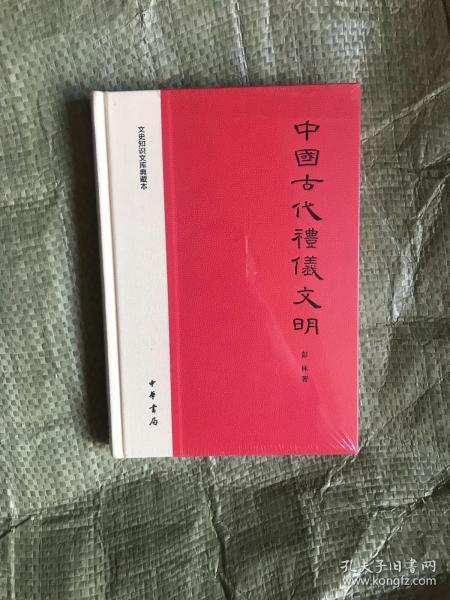 中國古代禮儀文明
彭林 著
文史知识文库典藏本
中華書局
孔夫子旧书网
www.kongfz.com